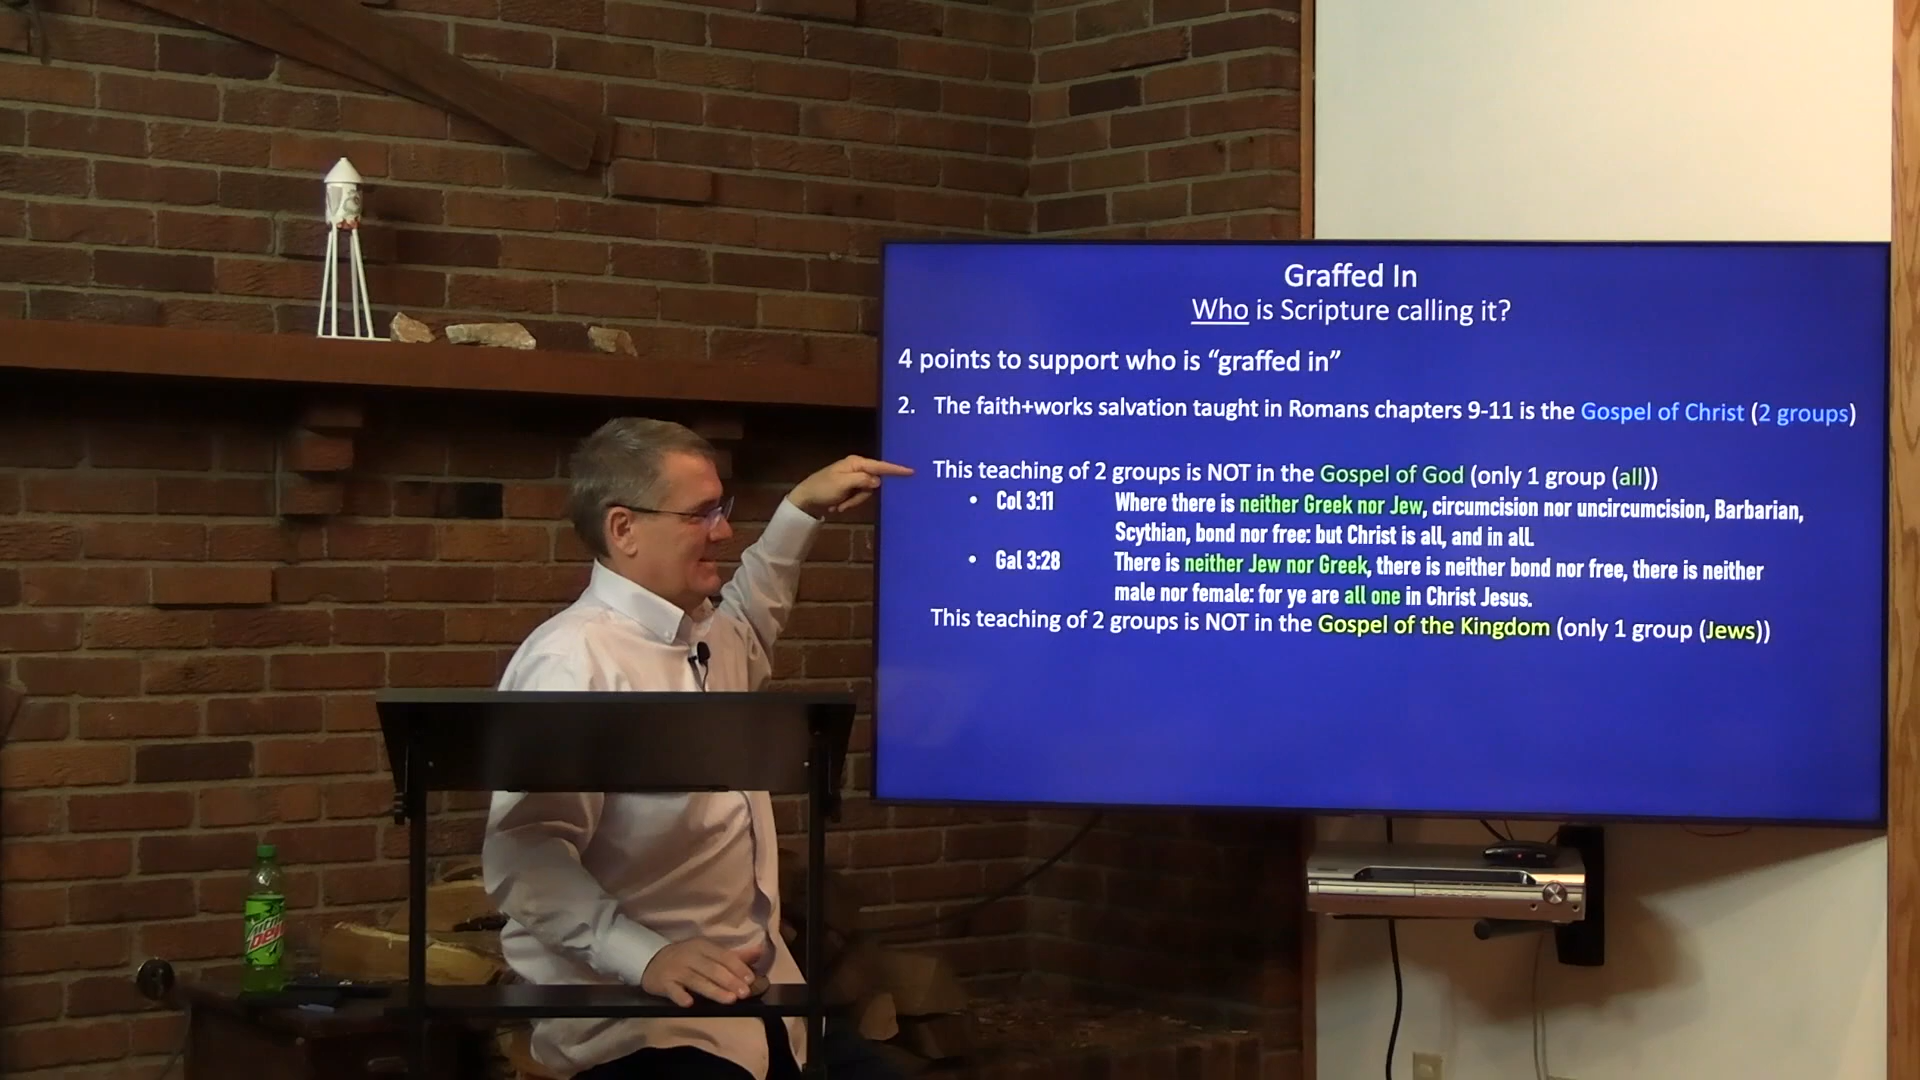 Graffed In
Who is Scripture calling it?
4 points to support who is “graffed in”
2. The faith+works salvation taught in Romans chapters 9-11 is the Gospel of Christ (2 groups)
This teaching of 2 groups is NOT in the Gospel of God (only 1 group (all))
• Col 3:11 Where there is neither Greek nor Jew, circumcision nor uncircumcision, Barbarian,
Scythian, bond nor free: but Christ is all, and in all.
• Gal 3:28 There is neither Jew nor Greek, there is neither bond nor free, there is neither
male nor female: for ye are all one in Christ Jesus.
This teaching of 2 groups is NOT in the Gospel of the Kingdom (only 1 group (Jews))
mtn
dew